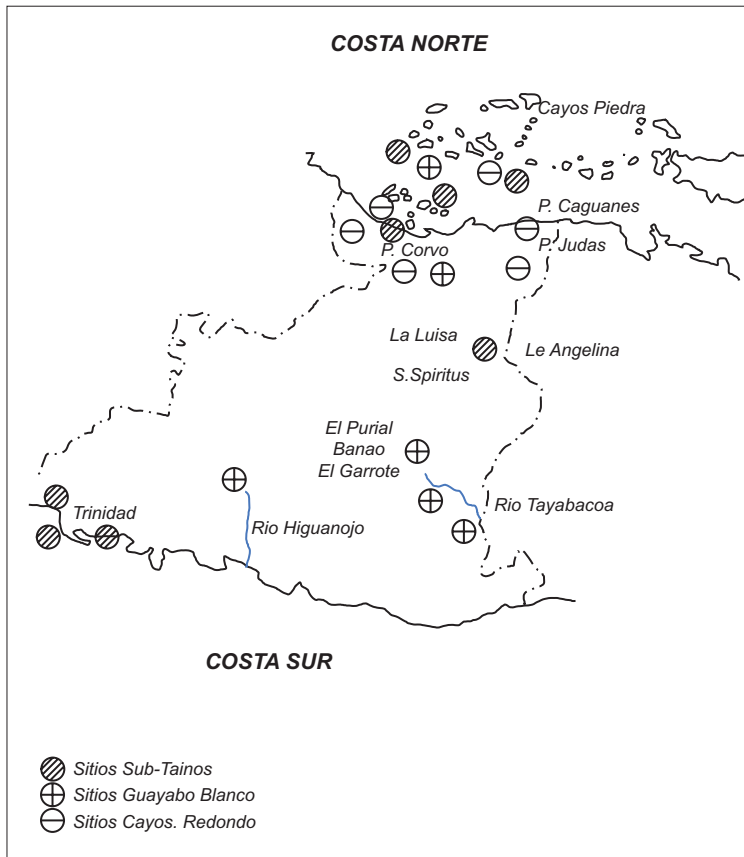 COSTA NORTE
Cayos Piedra
P. Caguanes
P. Corvo
P. Judas
La Luisa
Le Angelina
S.Spiritus
El Purial
Banao
El Garrote
Rio Tayabacoa
Trinidad
Rio Higuanojo
COSTA SUR
Sitios Sub-Tainos
Sitios Guayabo Blanco
Sitios Cayos. Redondo